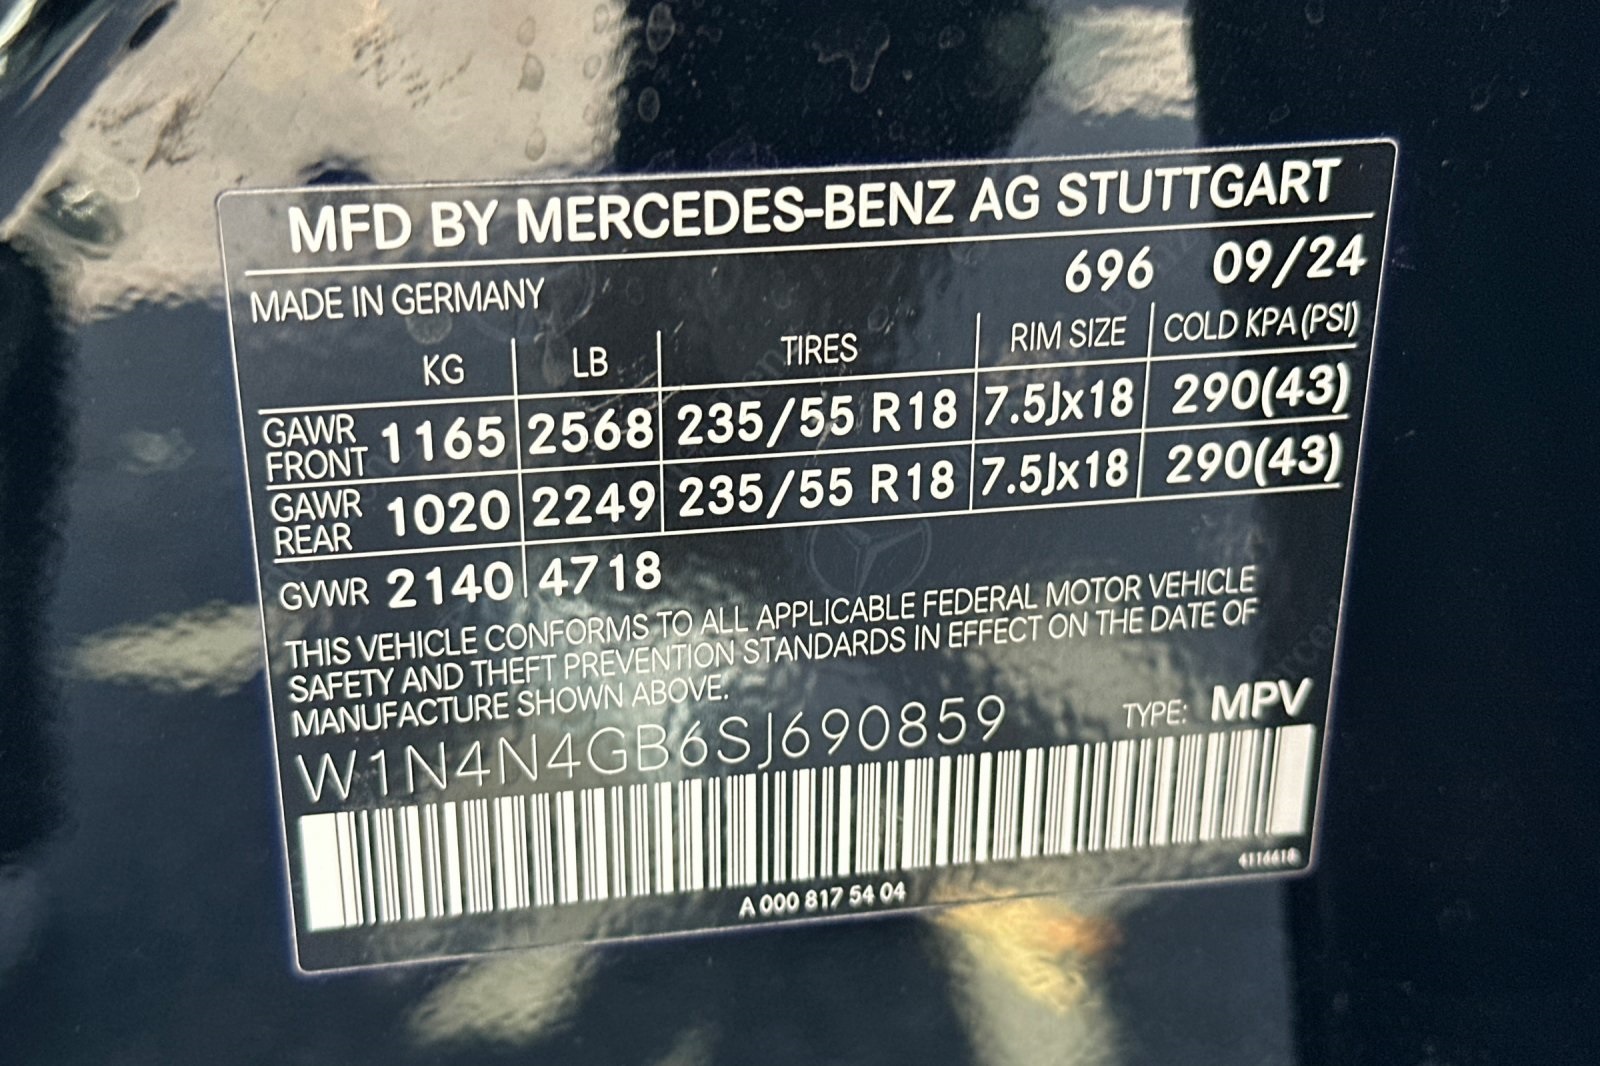 MFD BY MERCEDES-BENZ AG STUTTGART
MADE IN GERMANY 696 09/24
KG LB TIRES RIM SIZE COLD KPA(PSI)
GAWR FRONT 1165 2568 235/55 R18 7.5Jx18 290(43)
GAWR REAR 1020 2249 235/55 R18 7.5Jx18 290(43)
GVWR 2140 4718
THIS VEHICLE CONFORMS TO ALL APPLICABLE FEDERAL MOTOR VEHICLE
SAFETY AND THEFT PREVENTION STANDARDS IN EFFECT ON THE DATE OF
MANUFACTURE SHOWN ABOVE.
W1N4N4GB6SJ690859 TYPE: MPV
A 000 817 54 04